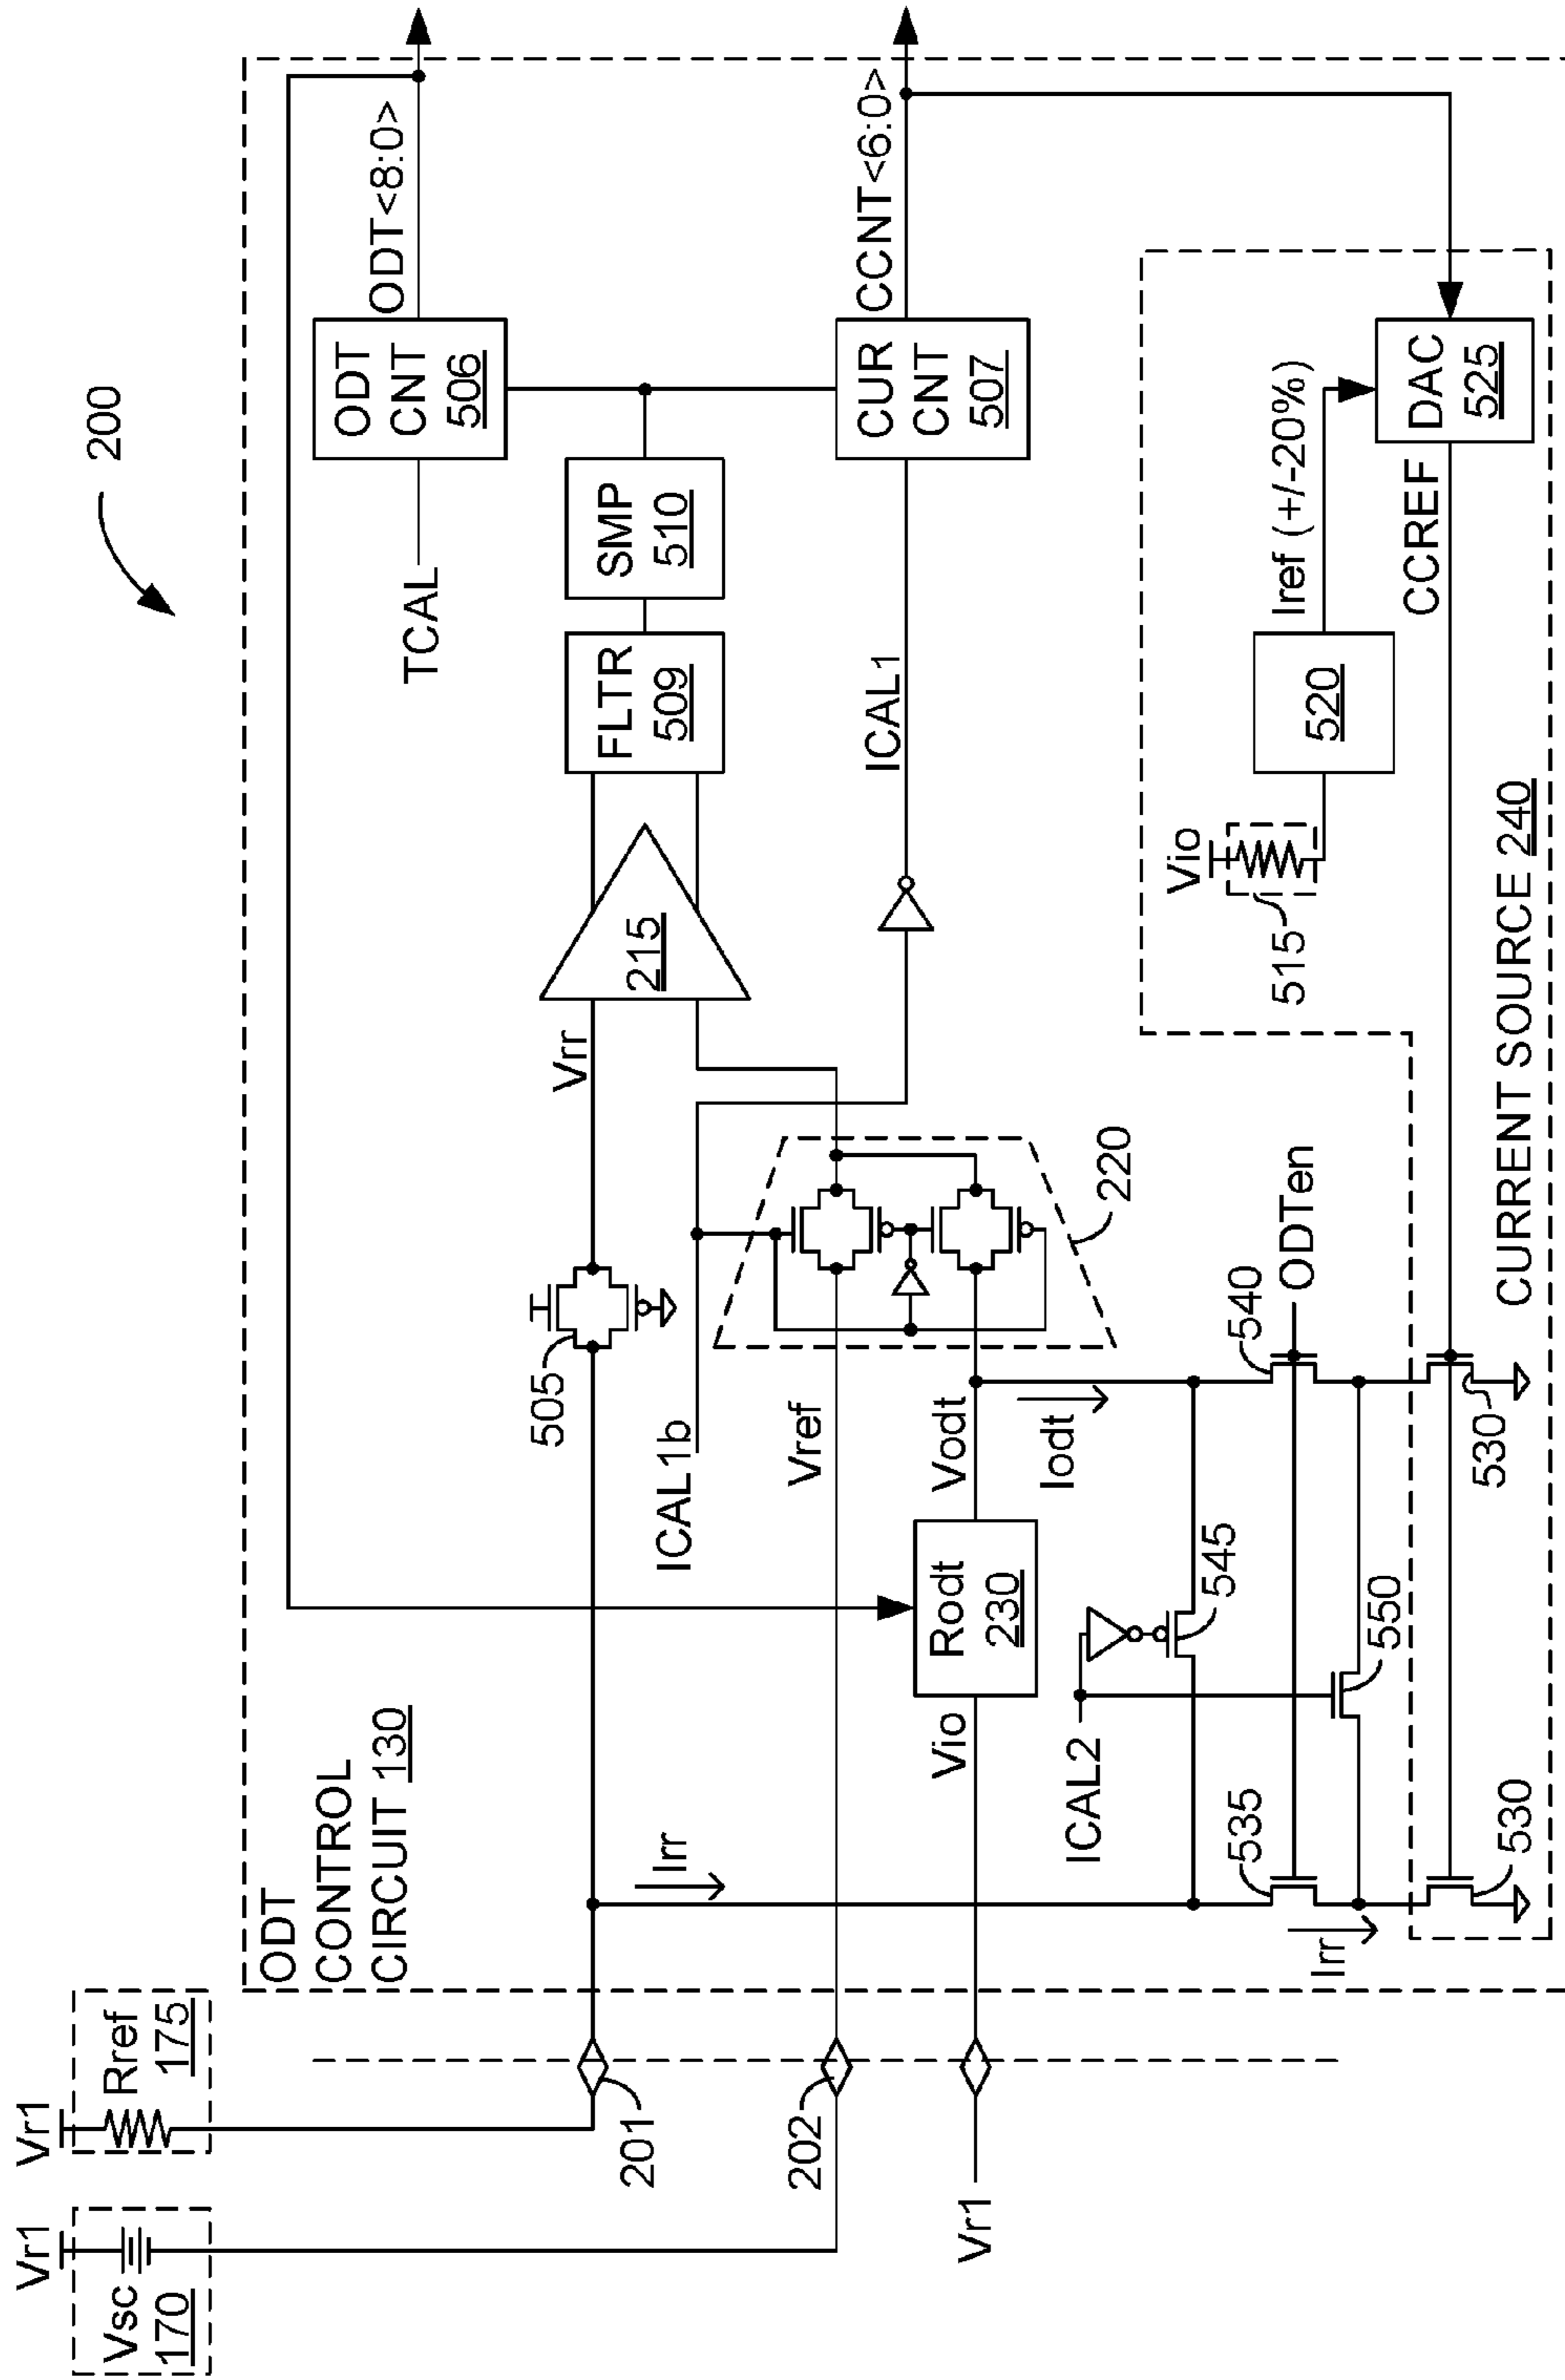 200
Vr1
Vsc
170
Vr1
Rref
175
201
202
Vr1
ODT
CONTROL
CIRCUIT 130
Irr
505
Vrr
215
FLTR
509
SMP
510
TCAL
ODT
CNT
506
ODT<8:0>
CUR
CNT
507
CCNT<6:0>
ICAL1
ICAL1b
Vref
220
Vio
Rodt
230
Vodt
Iodt
ICAL2
545
550
535
540
ODTen
Irr
530
530
Vio
515
520
Iref (+/-20%)
DAC
525
CCREF
CURRENT SOURCE 240